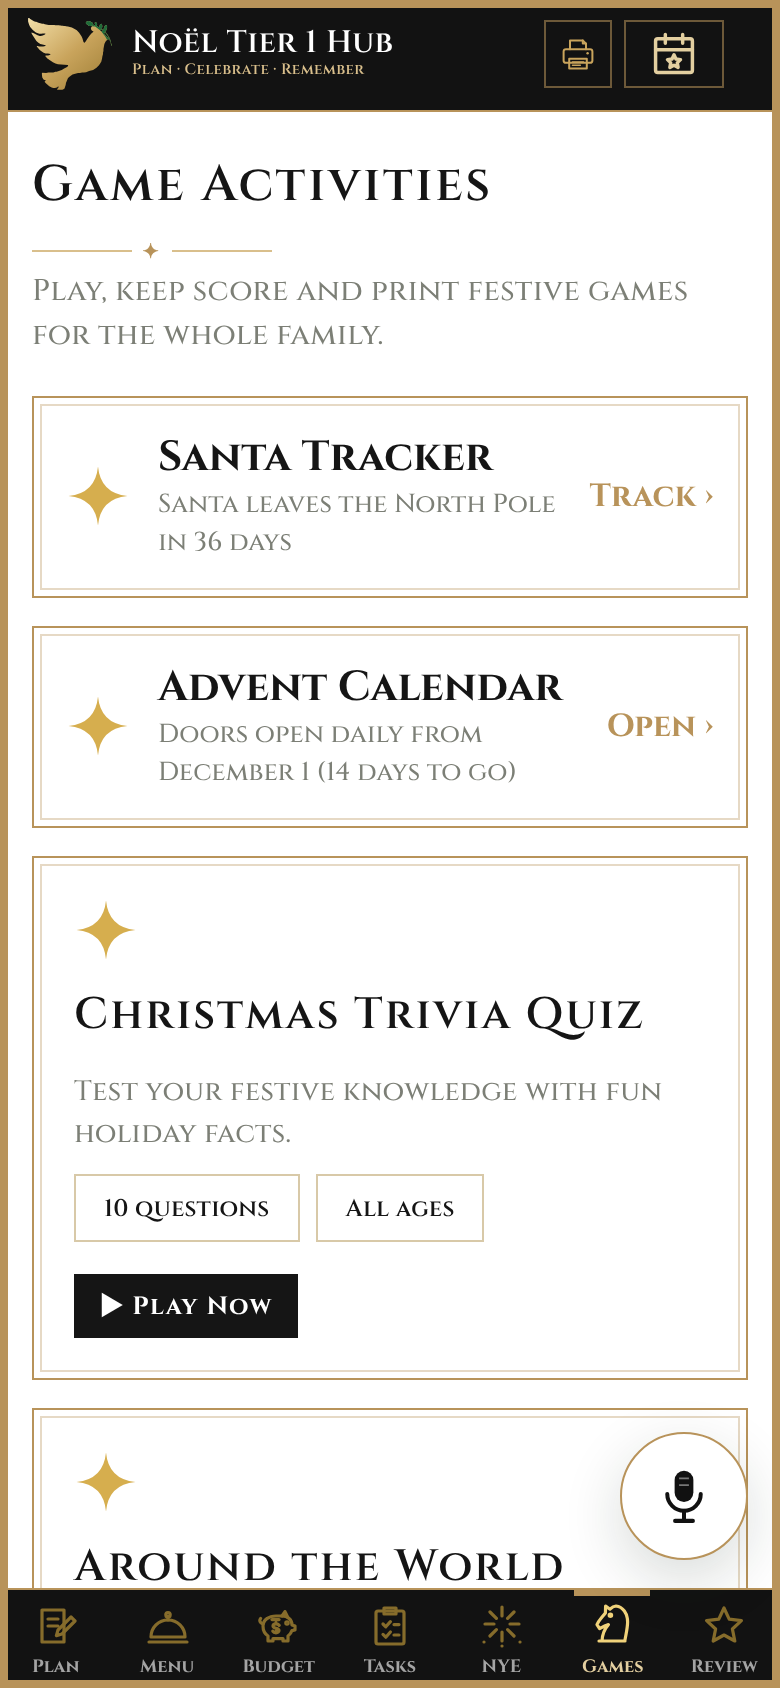 Noël Tier 1 Hub
Plan · Celebrate · Remember
Game Activities
Play, keep score and print festive games
for the whole family.
Santa Tracker
Santa leaves the North Pole
in 36 days
Track ›
Advent Calendar
Doors open daily from
December 1 (14 days to go)
Open ›
Christmas Trivia Quiz
Test your festive knowledge with fun
holiday facts.
10 questions
All ages
▶ Play Now
Around the World
Plan
Menu
Budget
Tasks
NYE
Games
Review